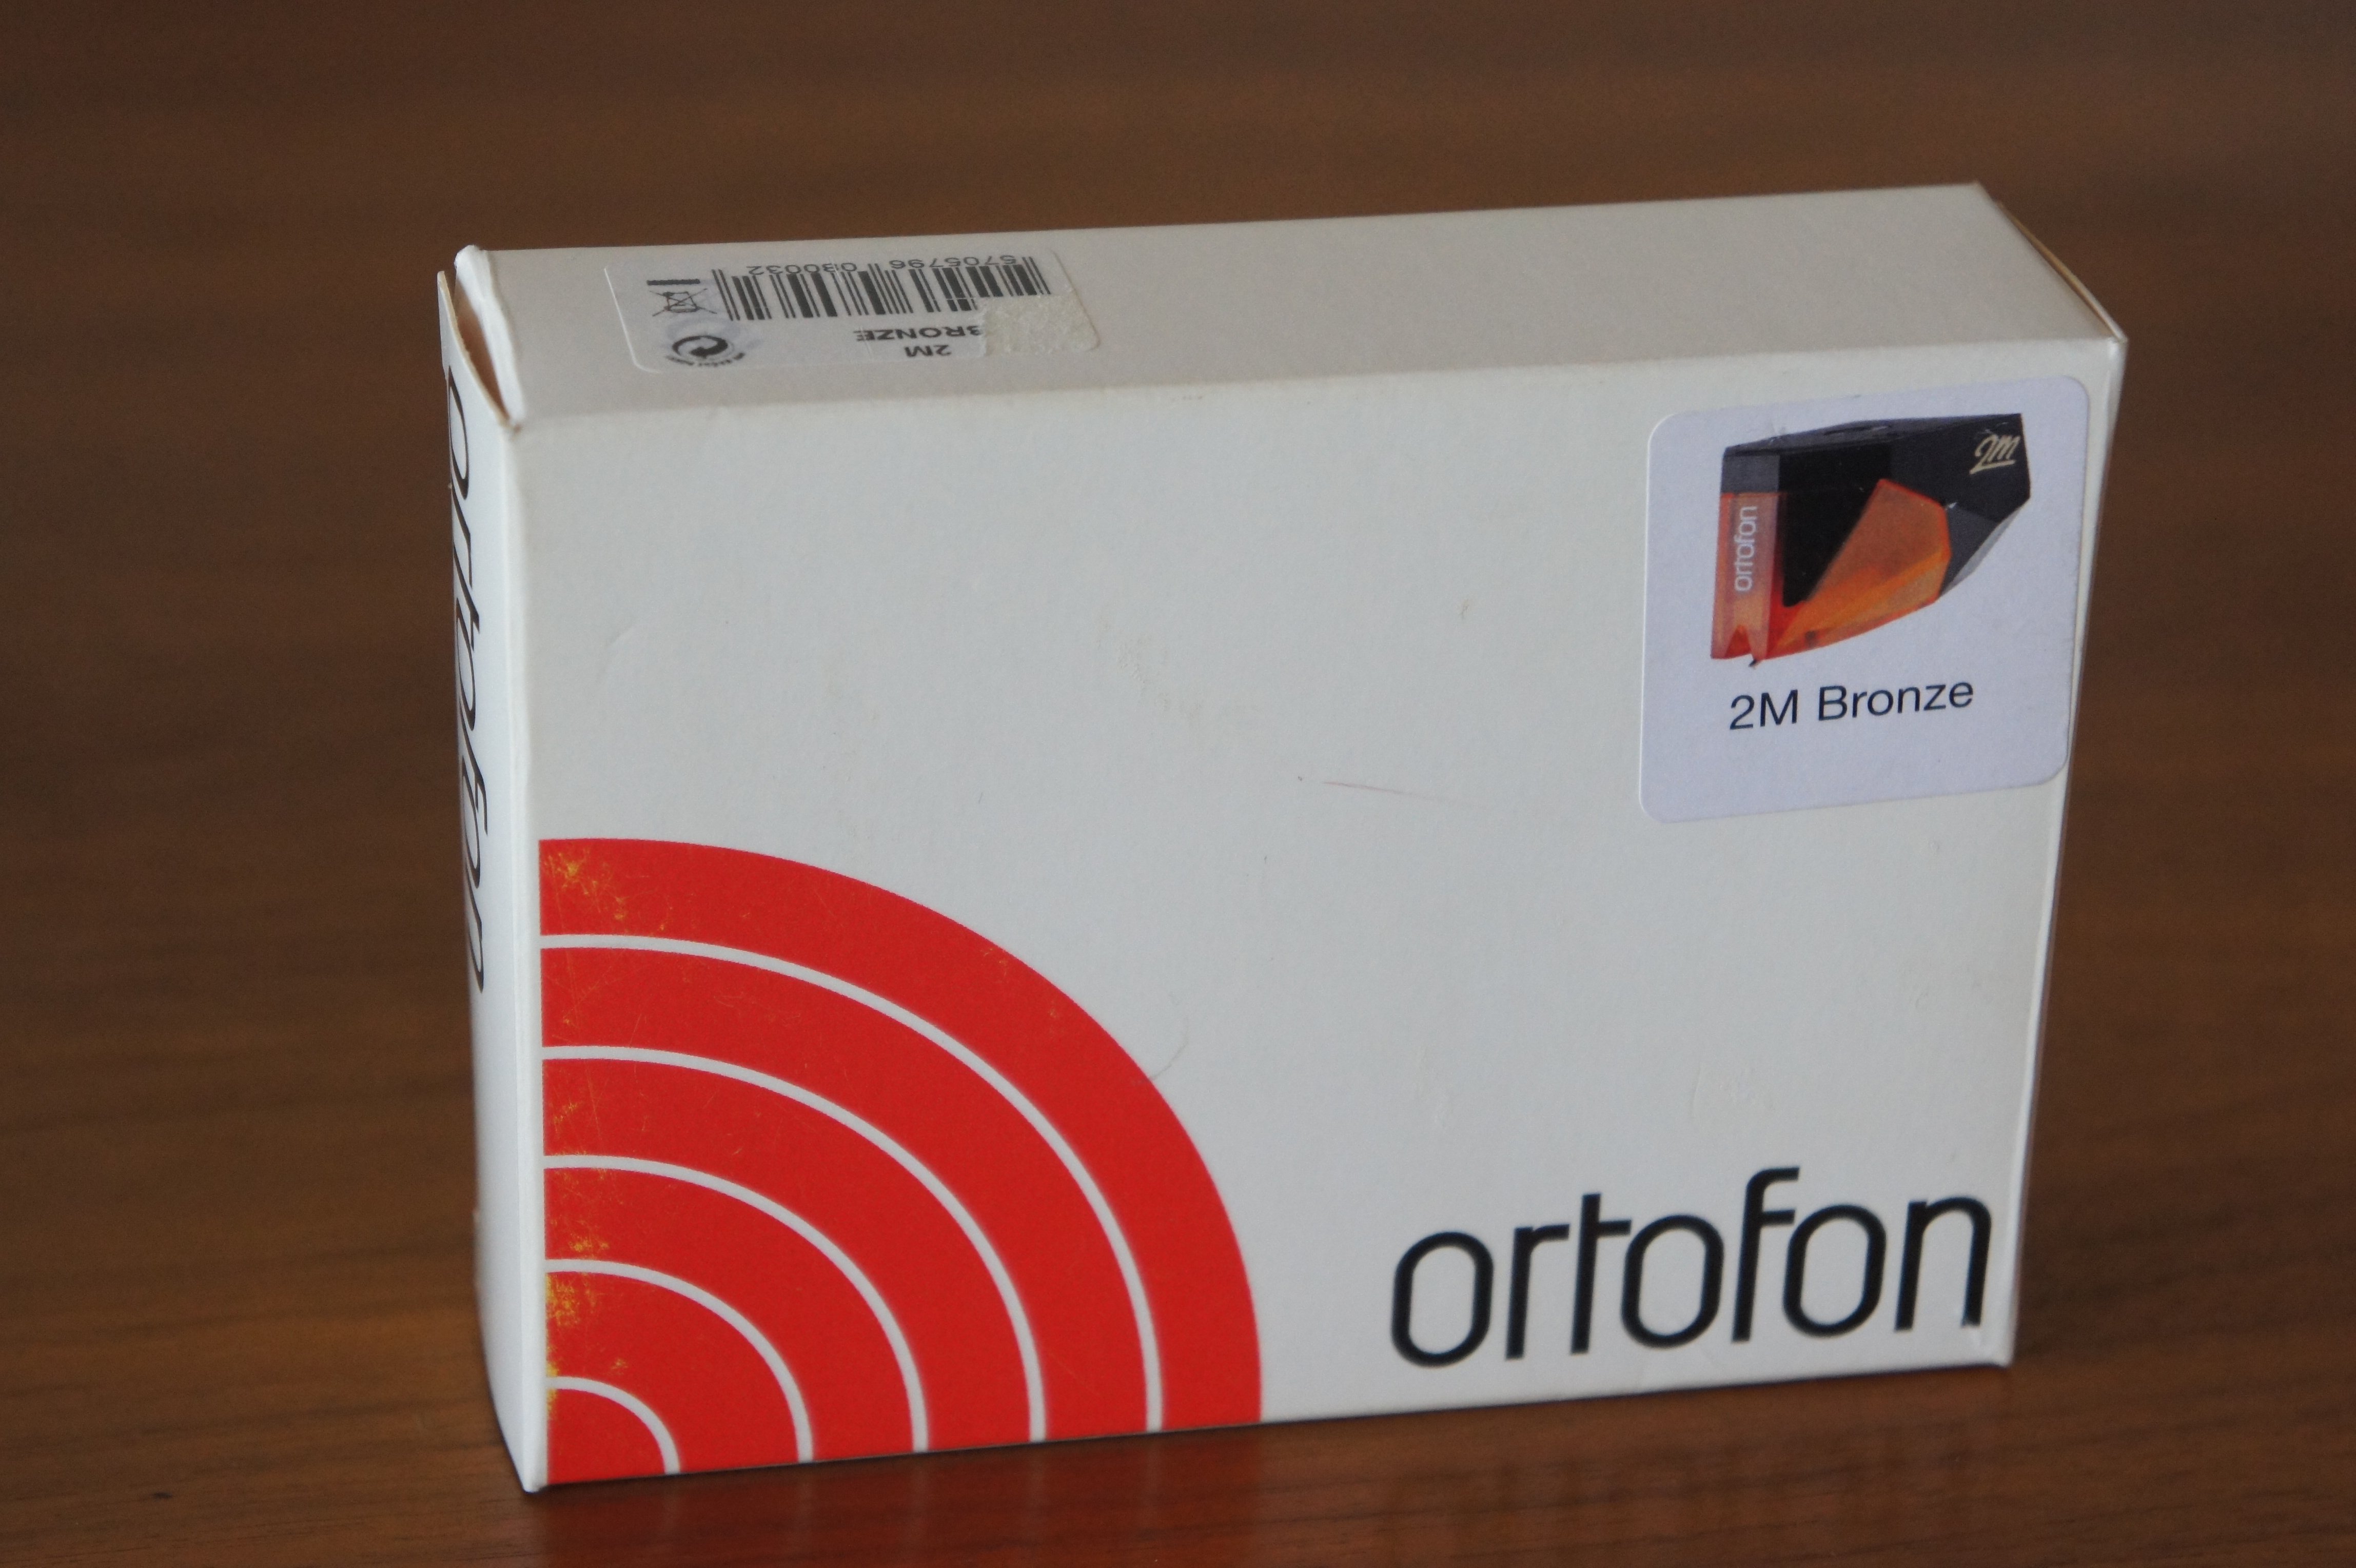 5705796 030032
2M
BRONZE
ortofon
2M
ortofon
2M Bronze
ortofon